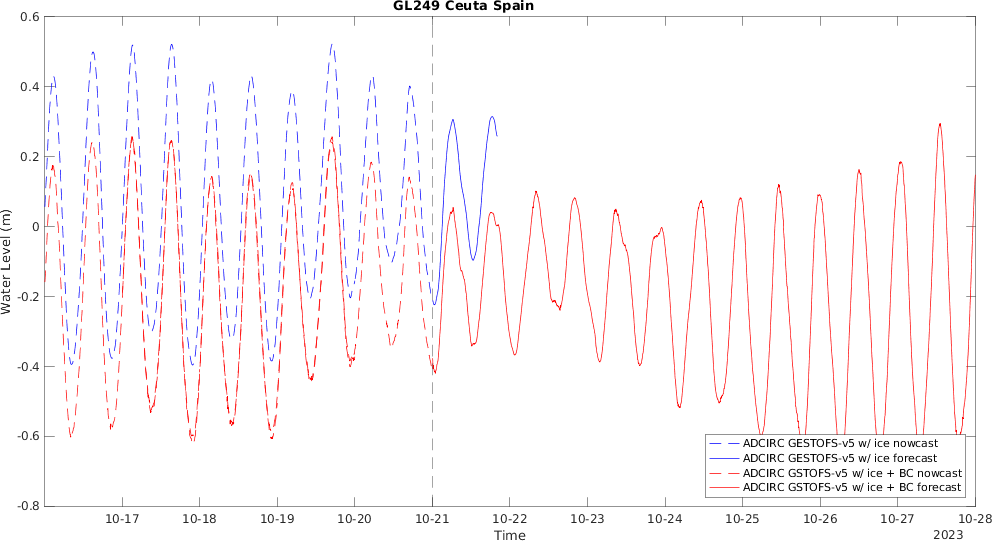 GL249 Ceuta Spain
0.6
0.4
0.2
0
-0.2
-0.4
-0.6
-0.8
Water Level (m)
ADCIRC GESTOFS-v5 w/ ice nowcast
ADCIRC GESTOFS-v5 w/ ice forecast
ADCIRC GSTOFS-v5 w/ ice + BC nowcast
ADCIRC GSTOFS-v5 w/ ice + BC forecast
10-17 10-18 10-19 10-20 10-21 10-22 10-23 10-24 10-25 10-26 10-27 10-28
Time
2023